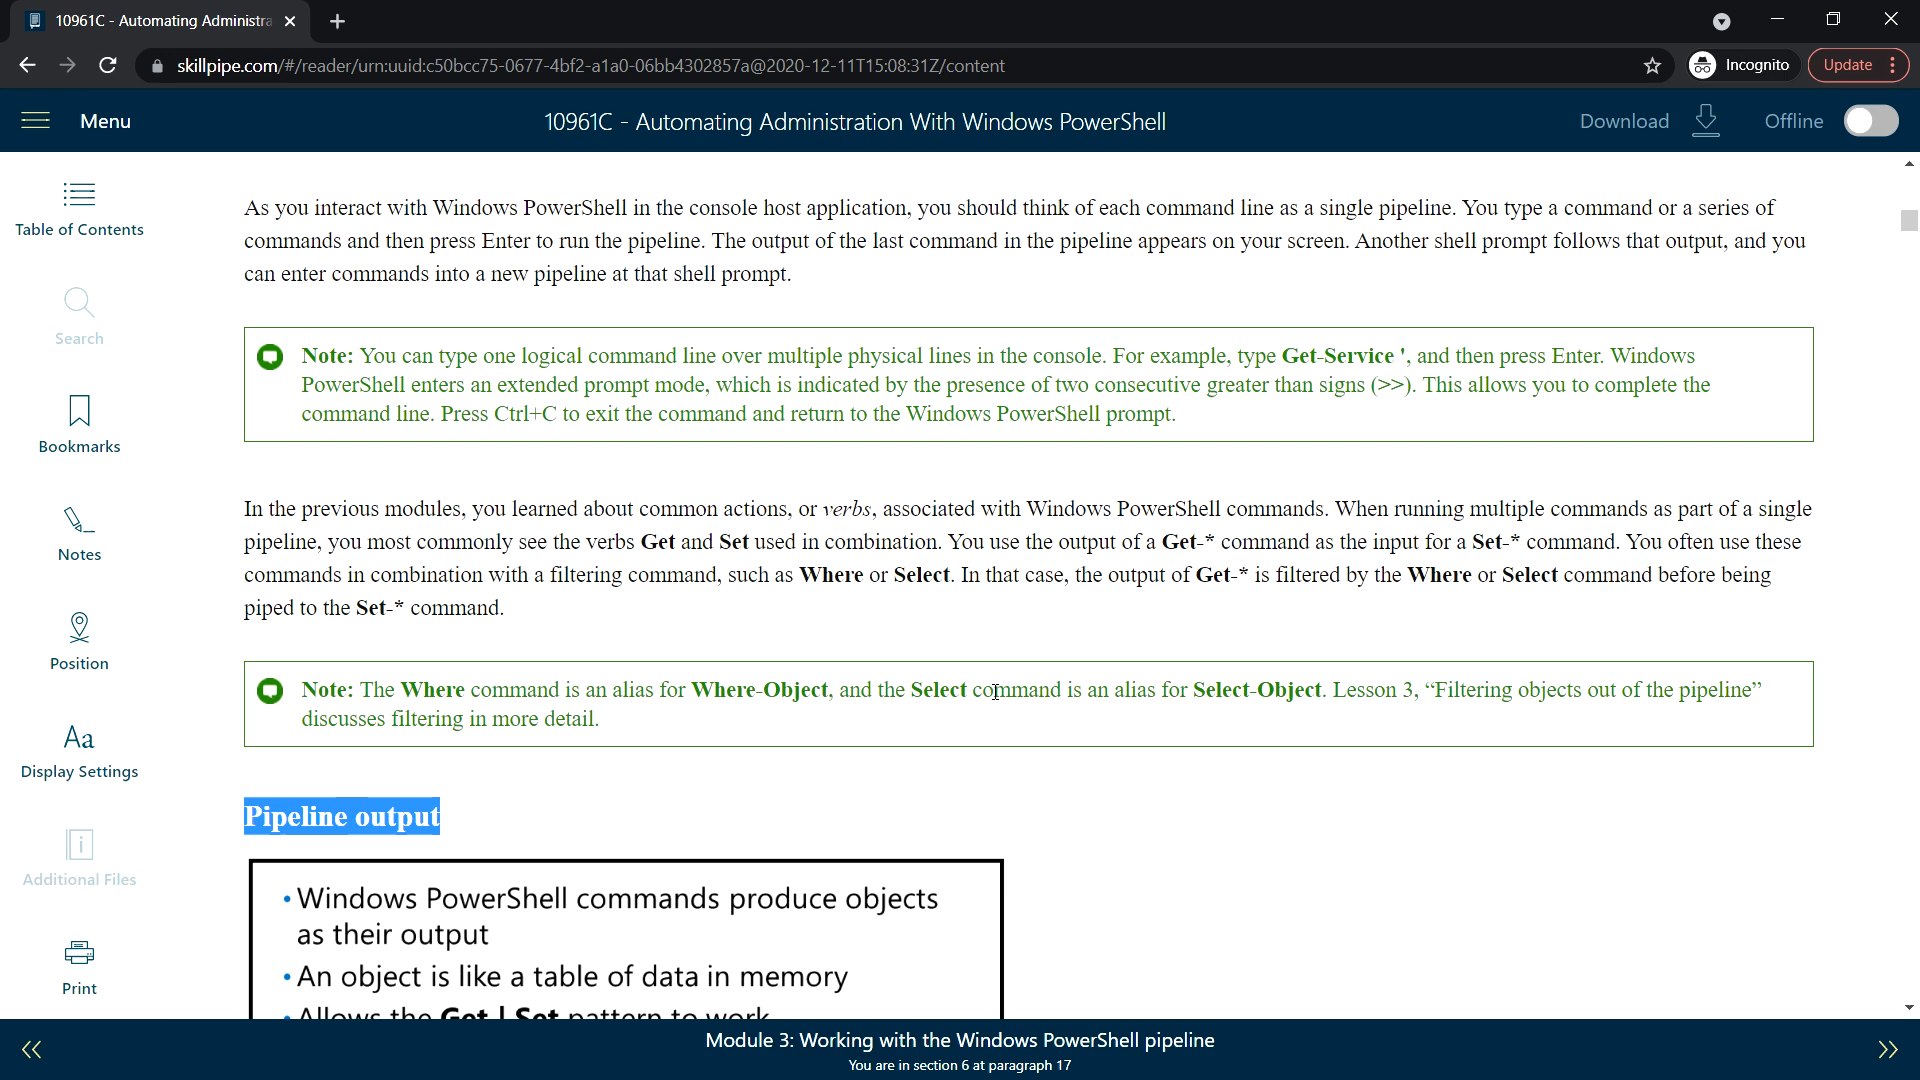 10961C - Automating Administra
skillpipe.com/#/reader/urn:uuid:c50bcc75-0677-4bf2-a1a0-06bb4302857a@2020-12-11T15:08:31Z/content
Incognito
Update
Menu
10961C - Automating Administration With Windows PowerShell
Download
Offline
Table of Contents
Search
Bookmarks
Notes
Position
Aa
Display Settings
Additional Files
Print
As you interact with Windows PowerShell in the console host application, you should think of each command line as a single pipeline. You type a command or a series of
commands and then press Enter to run the pipeline. The output of the last command in the pipeline appears on your screen. Another shell prompt follows that output, and you
can enter commands into a new pipeline at that shell prompt.
Note: You can type one logical command line over multiple physical lines in the console. For example, type Get-Service ', and then press Enter. Windows
PowerShell enters an extended prompt mode, which is indicated by the presence of two consecutive greater than signs (>>). This allows you to complete the
command line. Press Ctrl+C to exit the command and return to the Windows PowerShell prompt.
In the previous modules, you learned about common actions, or verbs, associated with Windows PowerShell commands. When running multiple commands as part of a single
pipeline, you most commonly see the verbs Get and Set used in combination. You use the output of a Get-* command as the input for a Set-* command. You often use these
commands in combination with a filtering command, such as Where or Select. In that case, the output of Get-* is filtered by the Where or Select command before being
piped to the Set-* command.
Note: The Where command is an alias for Where-Object, and the Select command is an alias for Select-Object. Lesson 3, “Filtering objects out of the pipeline”
discusses filtering in more detail.
Pipeline output
• Windows PowerShell commands produce objects
as their output
• An object is like a table of data in memory
• Allows the Get | Set pattern to work
Module 3: Working with the Windows PowerShell pipeline
You are in section 6 at paragraph 17